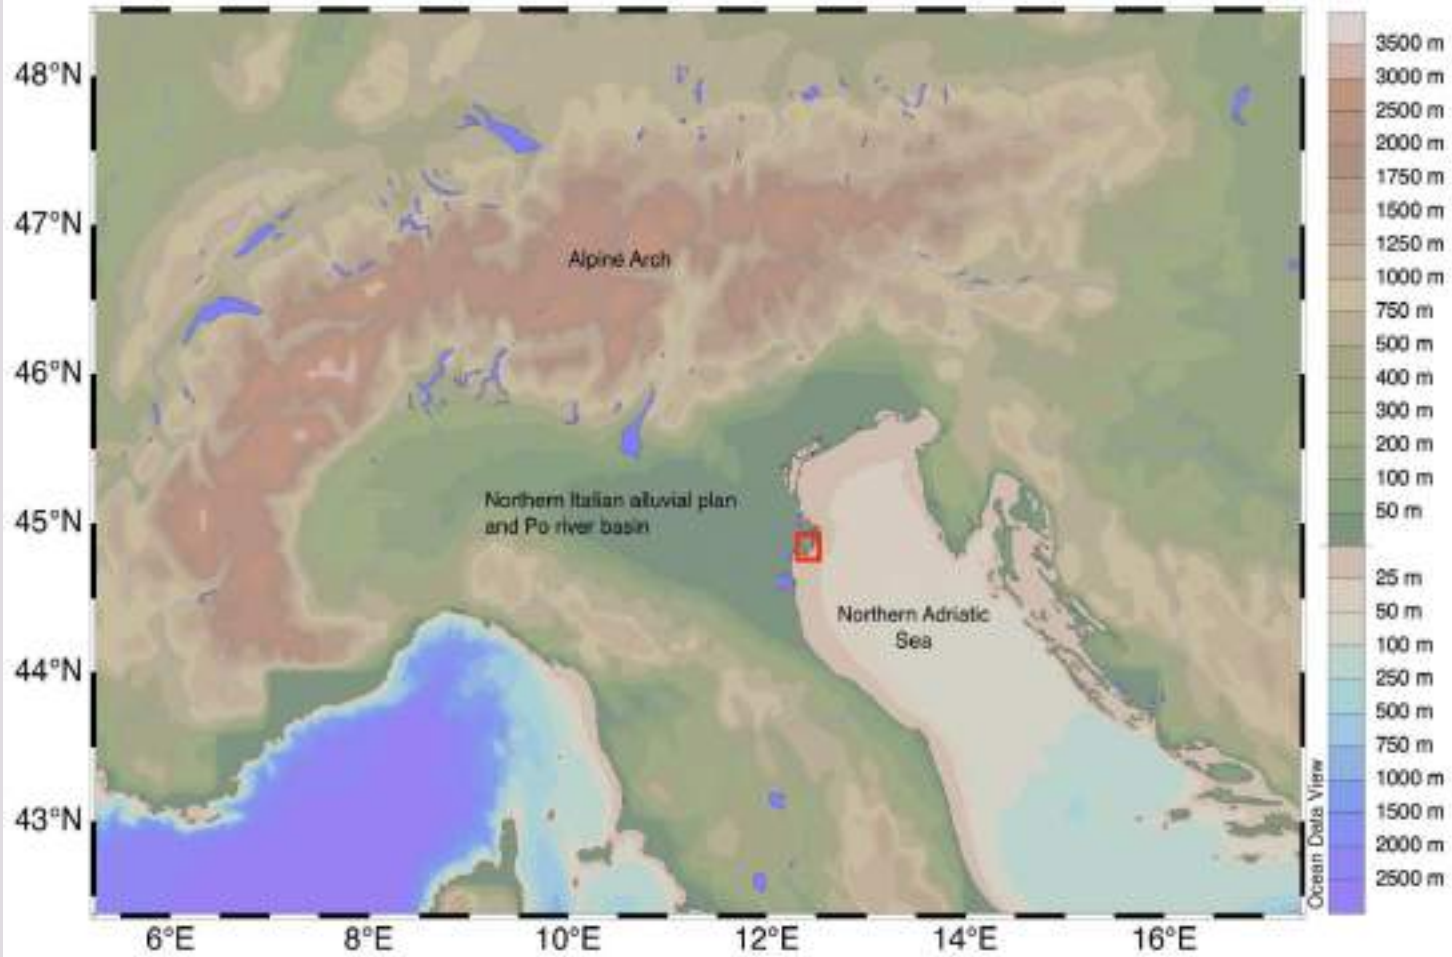 48°N
47°N
46°N
45°N
44°N
43°N
6°E
8°E
10°E
12°E
14°E
16°E
Alpine Arch
Northern Italian alluvial plan
and Po river basin
Northern Adriatic
Sea
Ocean Data View
3500 m
3000 m
2500 m
2000 m
1750 m
1500 m
1250 m
1000 m
750 m
500 m
400 m
300 m
200 m
100 m
50 m
25 m
50 m
100 m
250 m
500 m
750 m
1000 m
1500 m
2000 m
2500 m